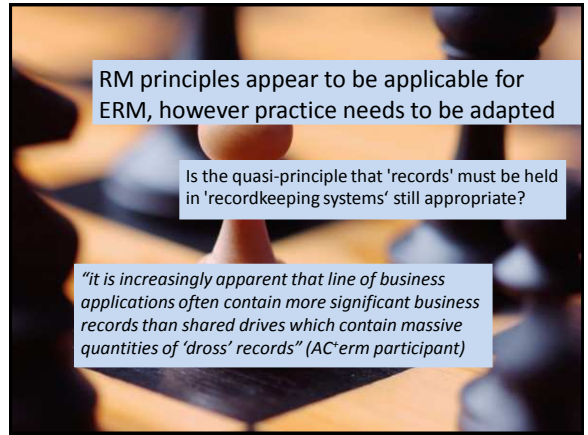 RM principles appear to be applicable for
ERM, however practice needs to be adapted
Is the quasi-principle that 'records' must be held
in 'recordkeeping systems‘ still appropriate?
“it is increasingly apparent that line of business
applications often contain more significant business
records than shared drives which contain massive
quantities of ‘dross’ records” (AC⁺erm participant)